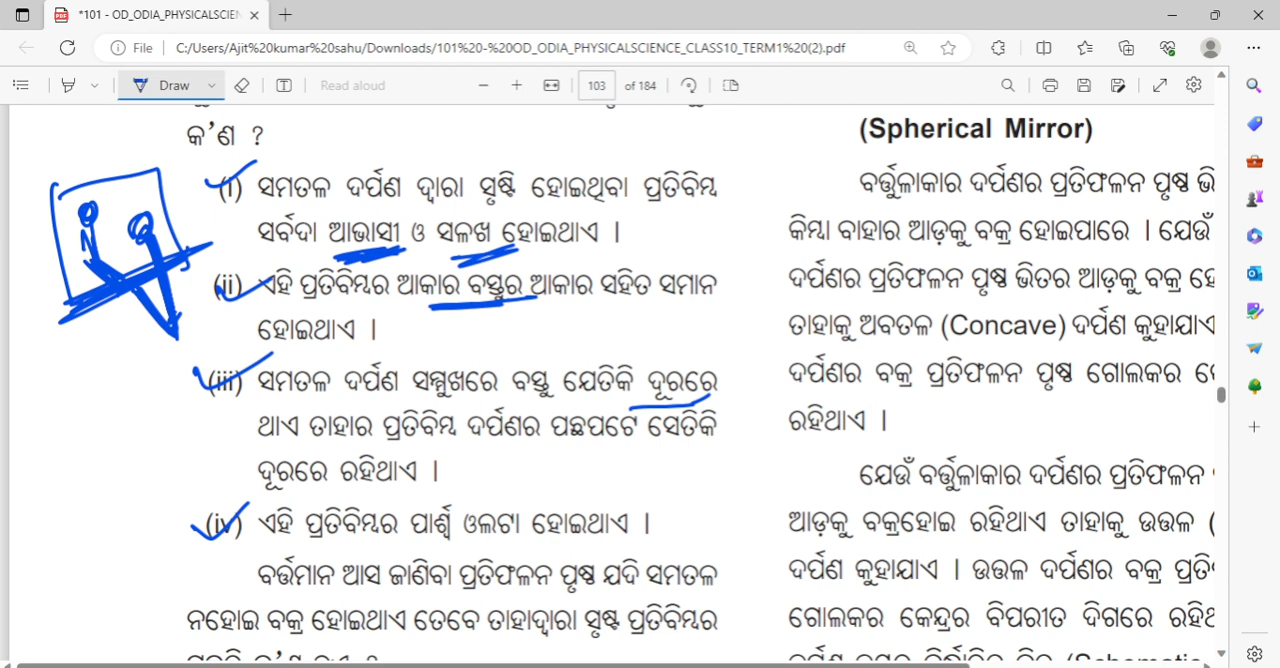 *101 - OD_ODIA_PHYSICALSCIEN
File C:/Users/Ajit%20kumar%20sahu/Downloads/101%20-%20OD_ODIA_PHYSICALSCIENCE_CLASS10_TERM1%20(2).pdf
Draw Read aloud 103 of 184
କ'ଣ ?
(i) ସମତଳ ଦର୍ପଣ ଦ୍ୱାରା ସୃଷ୍ଟି ହୋଇଥିବା ପ୍ରତିବିମ୍ବ
ସର୍ବଦା ଆଭାସୀ ଓ ସଳଖ ହୋଇଥାଏ ।
(ii) ଏହି ପ୍ରତିବିମ୍ବର ଆକାର ବସ୍ତୁର ଆକାର ସହିତ ସମାନ
ହୋଇଥାଏ ।
(iii) ସମତଳ ଦର୍ପଣ ସମ୍ମୁଖରେ ବସ୍ତୁ ଯେତିକି ଦୂରରେ
ଥାଏ ତାହାର ପ୍ରତିବିମ୍ବ ଦର୍ପଣର ପଛପଟେ ସେତିକି
ଦୂରରେ ରହିଥାଏ ।
(iv) ଏହି ପ୍ରତିବିମ୍ବର ପାର୍ଶ୍ୱ ଓଲଟା ହୋଇଥାଏ ।
ବର୍ତ୍ତମାନ ଆସ ଜାଣିବା ପ୍ରତିଫଳନ ପୃଷ୍ଠ ଯଦି ସମତଳ
ନହୋଇ ବକ୍ର ହୋଇଥାଏ ତେବେ ତାହାଦ୍ୱାରା ସୃଷ୍ଟ ପ୍ରତିବିମ୍ବର
(Spherical Mirror)
ବର୍ତ୍ତୁଳାକାର ଦର୍ପଣର ପ୍ରତିଫଳନ ପୃଷ୍ଠ ଭି
କିମ୍ବା ବାହାର ଆଡ଼କୁ ବକ୍ର ହୋଇପାରେ । ଯେଉଁ
ଦର୍ପଣର ପ୍ରତିଫଳନ ପୃଷ୍ଠ ଭିତର ଆଡ଼କୁ ବକ୍ର ହୋ
ତାହାକୁ ଅବତଳ (Concave) ଦର୍ପଣ କୁହାଯାଏ
ଦର୍ପଣର ବକ୍ର ପ୍ରତିଫଳନ ପୃଷ୍ଠ ଗୋଲକର
ରହିଥାଏ ।
ଯେଉଁ ବର୍ତ୍ତୁଳାକାର ଦର୍ପଣର ପ୍ରତିଫଳନ
ଆଡ଼କୁ ବକ୍ରହୋଇ ରହିଥାଏ ତାହାକୁ ଉତ୍ତଳ (
ଦର୍ପଣ କୁହାଯାଏ । ଉତ୍ତଳ ଦର୍ପଣର ବକ୍ର ପ୍ରତି
ଗୋଲକର କେନ୍ଦ୍ରର ବିପରୀତ ଦିଗରେ ରହିଥ
(Schematic